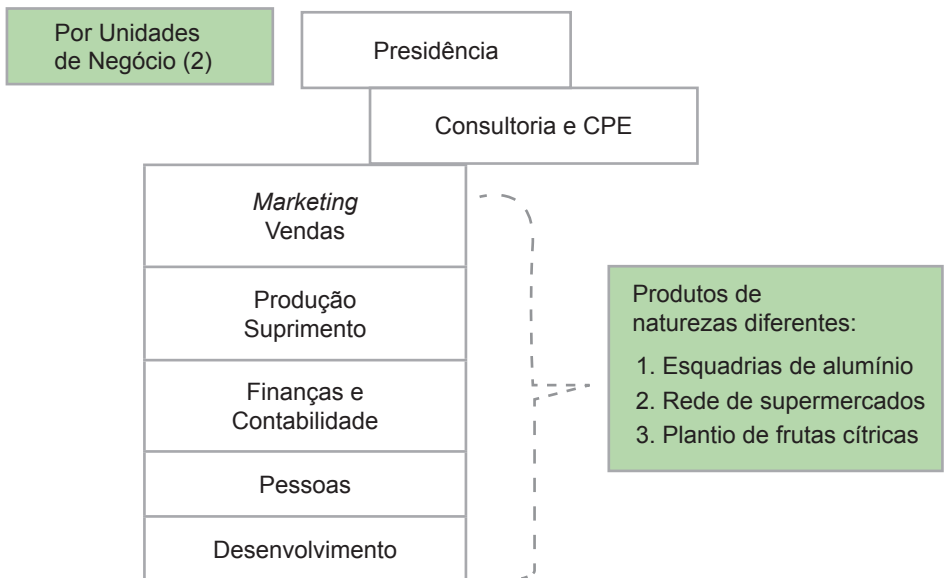 Por Unidades
de Negócio (2)
Presidência
Consultoria e CPE
Marketing
Vendas
Produção
Suprimento
Finanças e
Contabilidade
Pessoas
Desenvolvimento
Produtos de
naturezas diferentes:
1. Esquadrias de alumínio
2. Rede de supermercados
3. Plantio de frutas cítricas